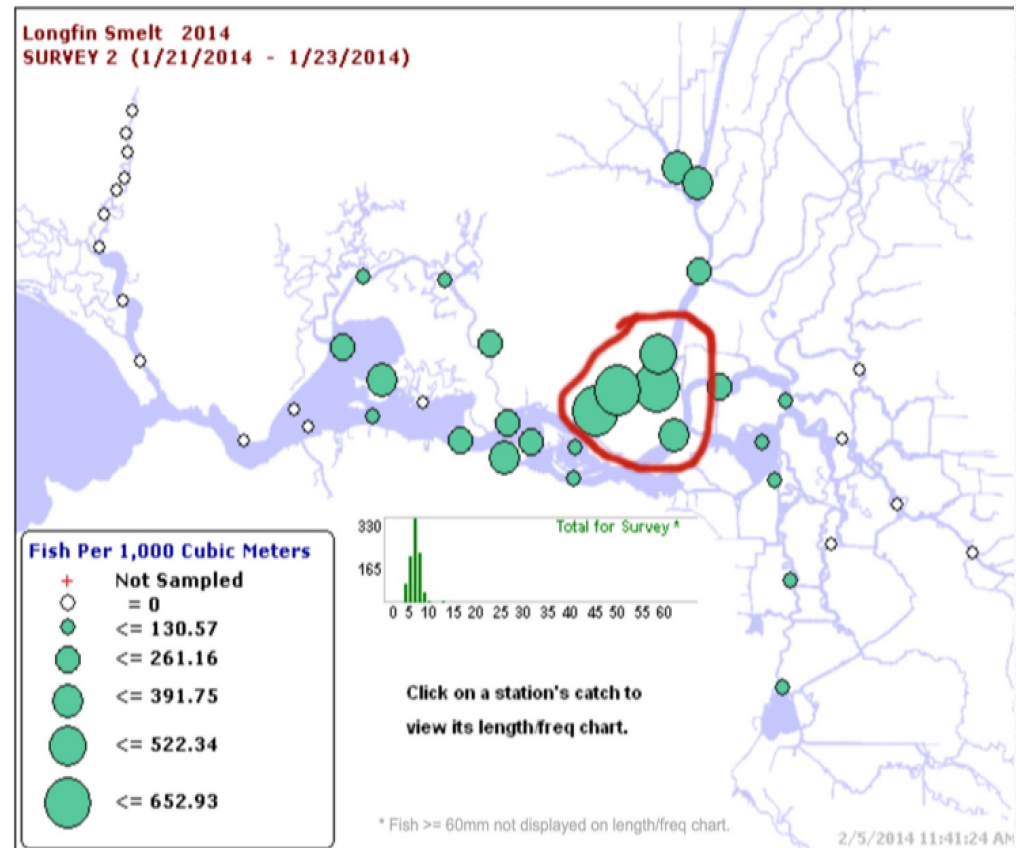 Longfin Smelt 2014
SURVEY 2 (1/21/2014 - 1/23/2014)
330
165
Total for Survey *
0 5 10 15 20 25 30 35 40 45 50 55 60
Fish Per 1,000 Cubic Meters
+ Not Sampled
= 0
<= 130.57
<= 261.16
<= 391.75
<= 522.34
<= 652.93
Click on a station's catch to
view its length/freq chart.
* Fish >= 60mm not displayed on length/freq chart.
2/5/2014 11:41:24 AM